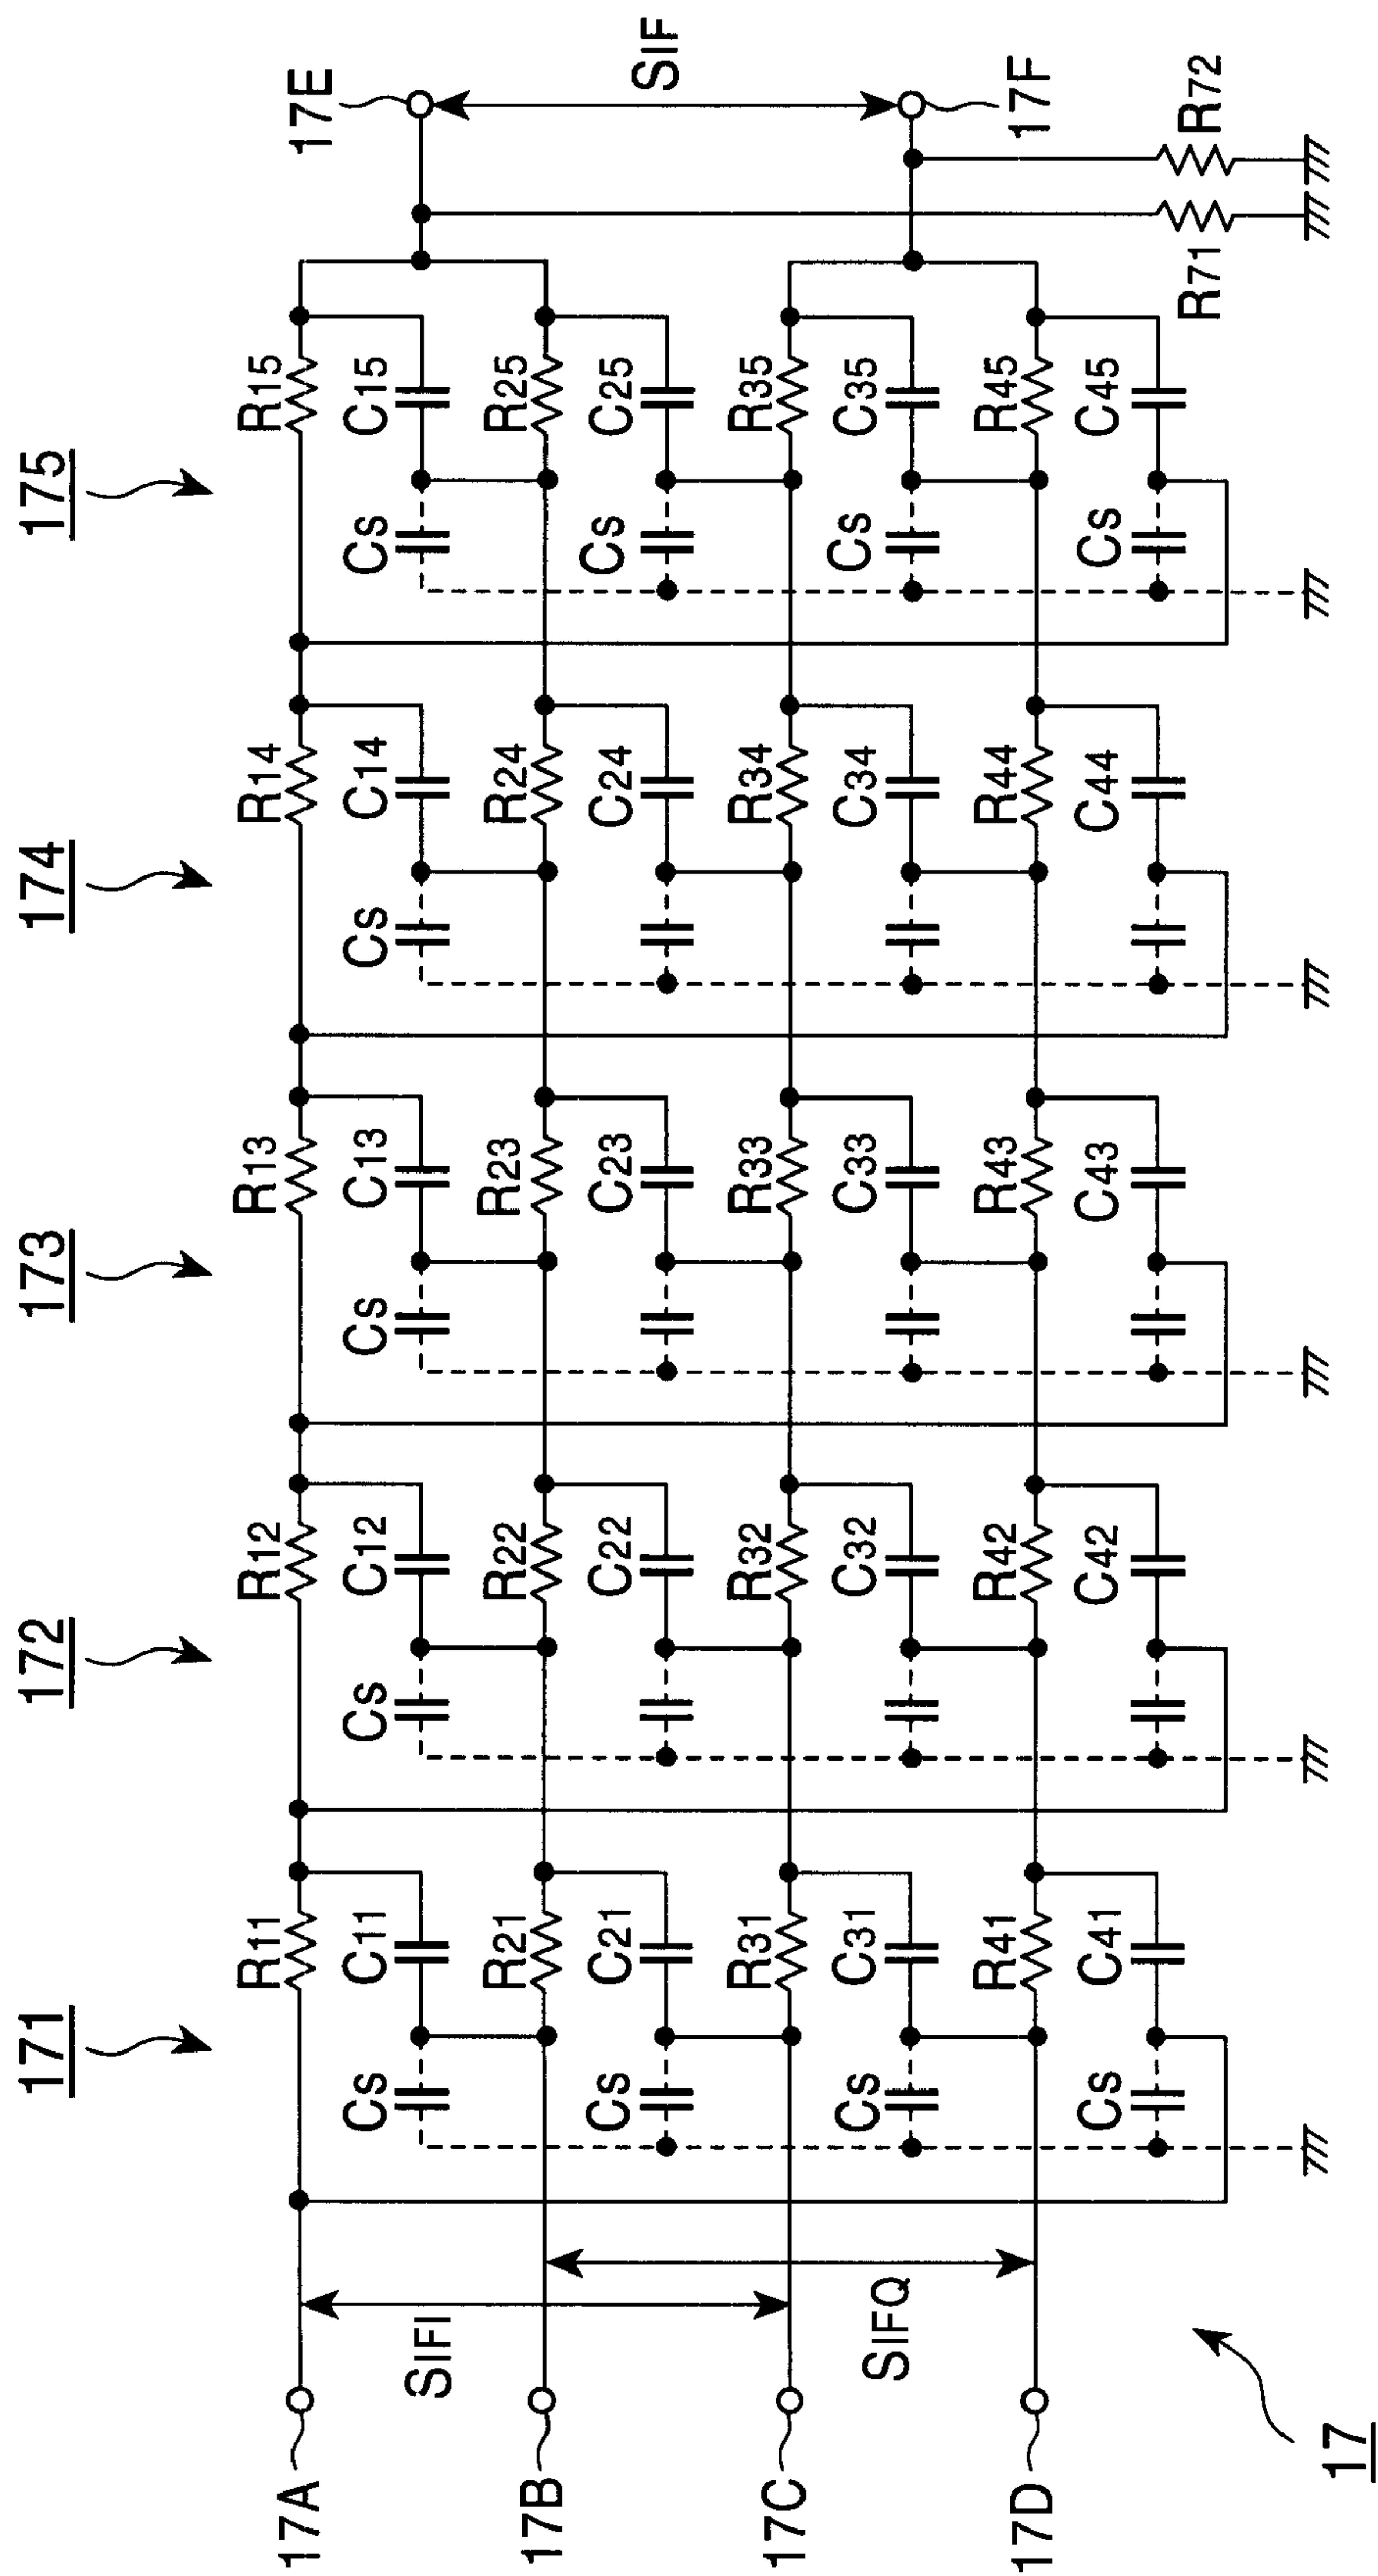 171
172
173
174
175
17E
R11
R12
R13
R14
R15
17A
C11
C12
C13
C14
C15
Cs
Cs
Cs
Cs
Cs
SIFI
17B
R21
R22
R23
R24
R25
C21
C22
C23
C24
C25
Cs
Cs
SIF
17C
R31
R32
R33
R34
R35
C31
C32
C33
C34
C35
Cs
Cs
SIFQ
17D
R41
R42
R43
R44
R45
17F
C41
C42
C43
C44
C45
Cs
Cs
R71
R72
17